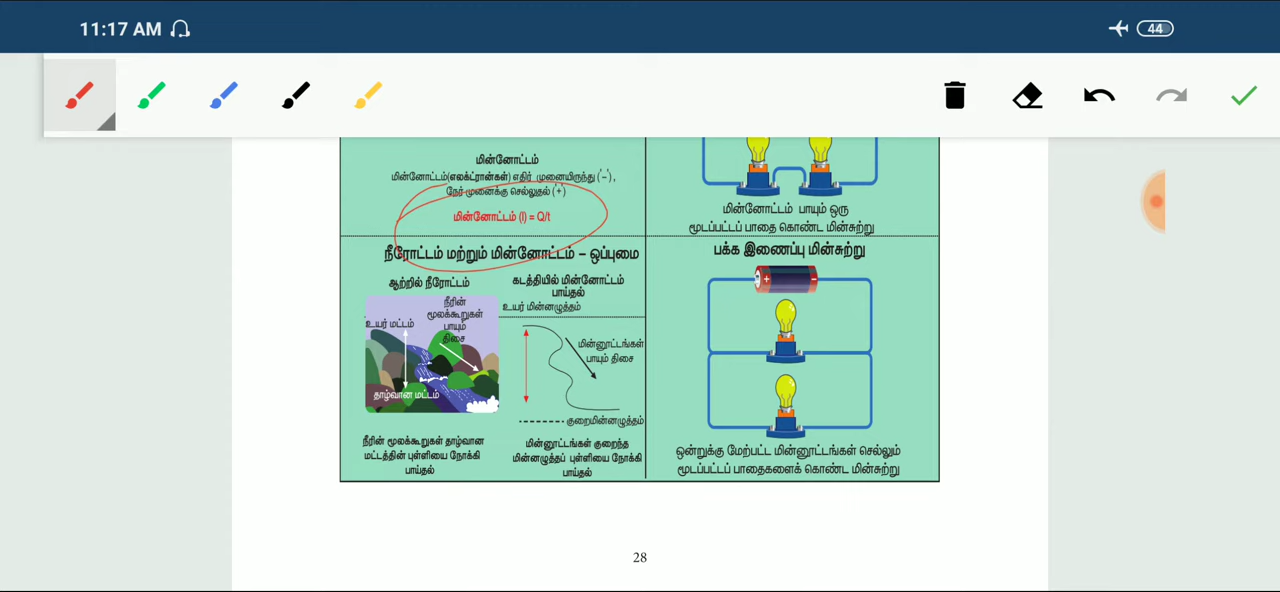 11:17 AM
44
மின்னோட்டம்
மின்னோட்டம்(எலக்ட்ரான்கள்) எதிர் முனையிருந்து (–) ,
நேர் முனைக்கு செல்லுதல் (+)
மின்னோட்டம் (I) = Q/t
மின்னோட்டம் பாயும் ஒரு
மூடப்பட்டப் பாதை கொண்ட மின்சுற்று
நீரோட்டம் மற்றும் மின்னோட்டம் – ஒப்புமை
ஆற்றில் நீரோட்டம்
உயர் மட்டம்
நீரின்
மூலக்கூறுகள்
பாயும்
திசை
தாழ்வான மட்டம்
நீரின் மூலக்கூறுகள் தாழ்வான
மட்டத்தின் புள்ளியை நோக்கி
பாய்தல்
கடத்தியில் மின்னோட்டம்
பாய்தல்
உயர் மின்னழுத்தம்
மின்னூட்டங்கள்
பாயும் திசை
குறைமின்னழுத்தம்
மின்னூட்டங்கள் குறைந்த
மின்னழுத்தப் புள்ளியை நோக்கி
பாய்தல்
பக்க இணைப்பு மின்சுற்று
+ –
ஒன்றுக்கு மேற்பட்ட மின்னூட்டங்கள் செல்லும்
மூடப்பட்டப் பாதைகளைக் கொண்ட மின்சுற்று
28